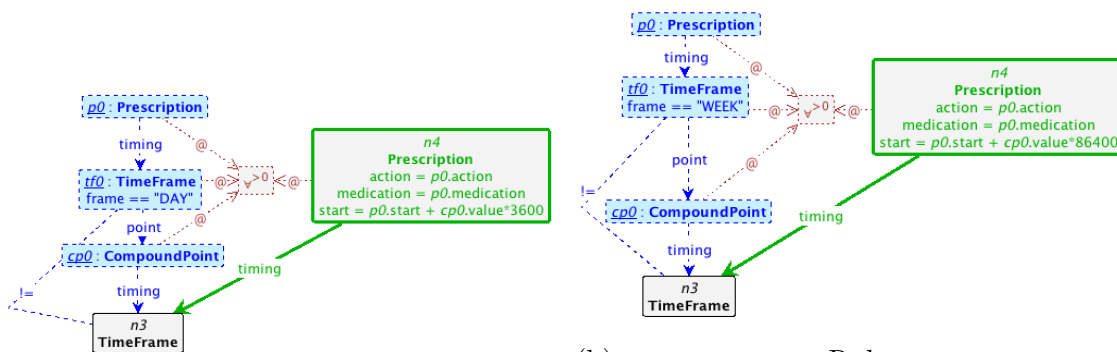 p0 : Prescription
timing
@
tf0 : TimeFrame
frame == "DAY"
@
@
∀>0
point
@
cp0 : CompoundPoint
!=
timing
n3
TimeFrame
n4
Prescription
action = p0.action
medication = p0.medication
start = p0.start + cp0.value*3600
timing
p0 : Prescription
timing
@
tf0 : TimeFrame
frame == "WEEK"
@
@
∀>0
point
@
!=
cp0 : CompoundPoint
timing
n3
TimeFrame
n4
Prescription
action = p0.action
medication = p0.medication
start = p0.start + cp0.value*86400
timing